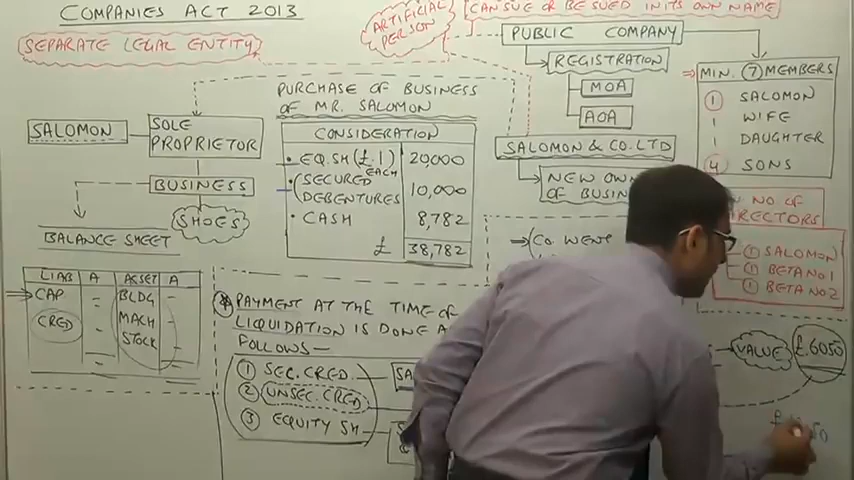 COMPANIES ACT 2013
SEPARATE LEGAL ENTITY
ARTIFICIAL
PERSON
CAN SUE OR BE SUED IN ITS OWN NAME
PUBLIC COMPANY
REGISTRATION
MOA
AOA
SALOMON & CO. LTD
MIN. 7 MEMBERS
1 SALOMON
1 WIFE
1 DAUGHTER
4 SONS
NO OF
1 SALOMON
1 BETA NO 1
1 BETA NO 2
PURCHASE OF BUSINESS
OF MR. SALOMON
CONSIDERATION
• EQ. SH (£.1) EACH 20,000
• SECURED
DEBENTURES 10,000
• CASH 8,782
£ 38,782
SALOMON
SOLE
PROPRIETOR
BUSINESS
SHOES
BALANCE SHEET
LIAB A ASSET A
CAP - BLDG -
CRED - MACH -
STOCK
NEW
OF
CO. WENT
* PAYMENT AT THE TIME OF
LIQUIDATION IS DONE
FOLLOWS -
1 SEC. CRED.
2 UNSEC. CRED
3 EQUITY SH
VALUE £.6050